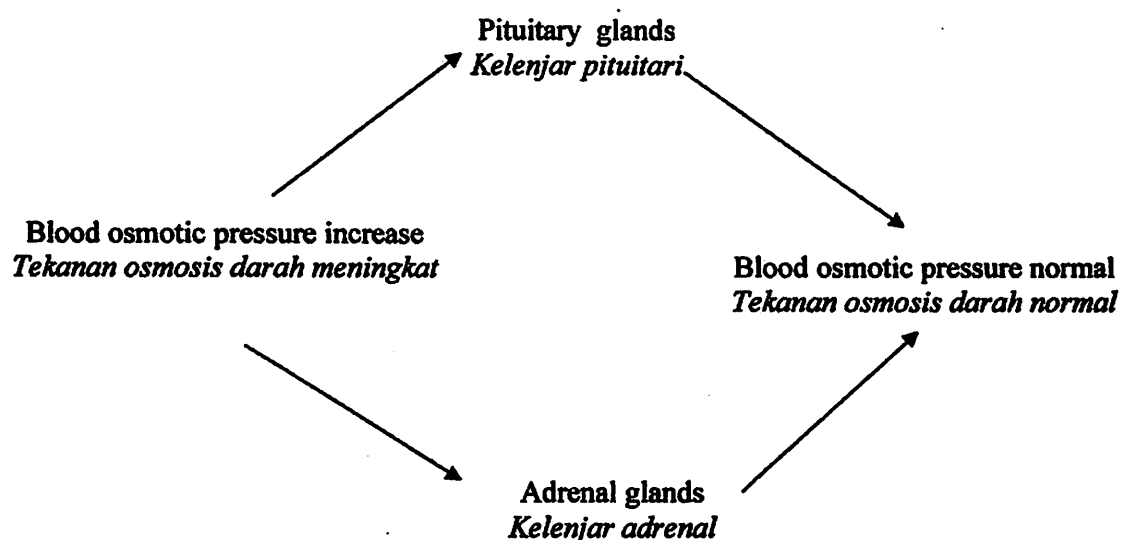 Pituitary glands
Kelenjar pituitari
Blood osmotic pressure increase
Tekanan osmosis darah meningkat
Blood osmotic pressure normal
Tekanan osmosis darah normal
Adrenal glands
Kelenjar adrenal